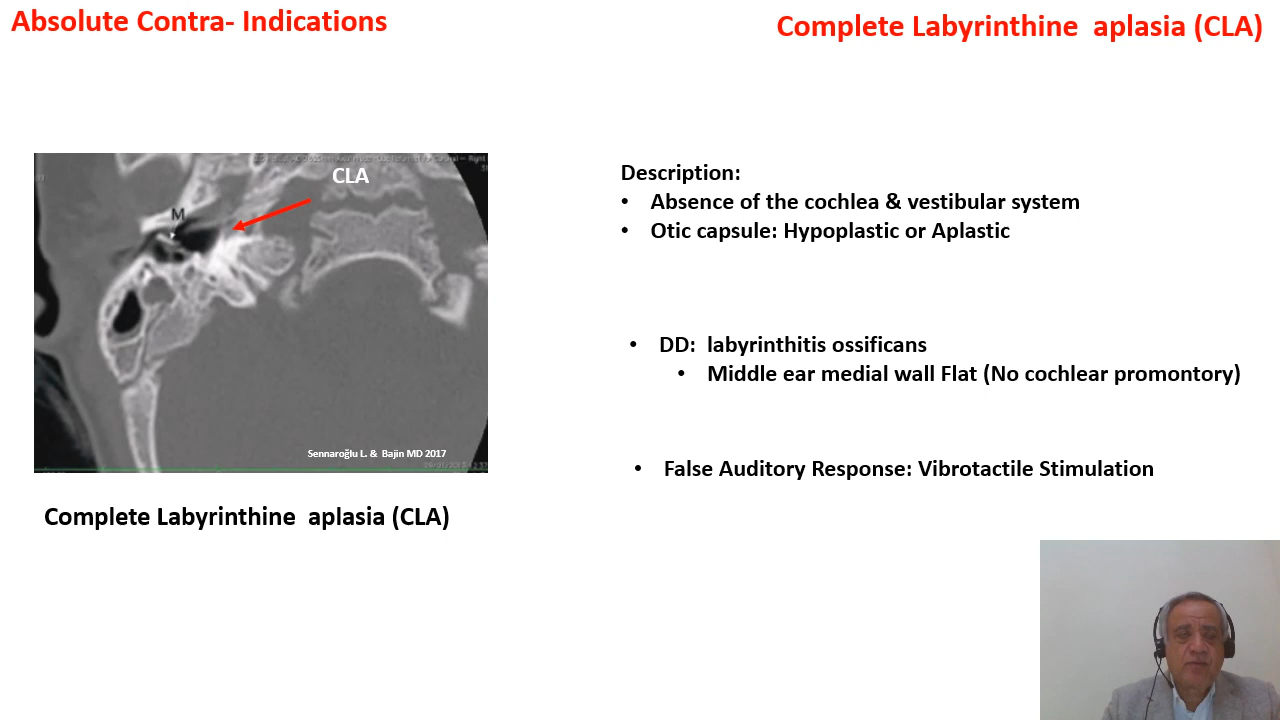 Absolute Contra- Indications
Complete Labyrinthine aplasia (CLA)
CLA
M
Sennaroğlu L. & Bajin MD 2017
Complete Labyrinthine aplasia (CLA)
Description:
• Absence of the cochlea & vestibular system
• Otic capsule: Hypoplastic or Aplastic
• DD: labyrinthitis ossificans
• Middle ear medial wall Flat (No cochlear promontory)
• False Auditory Response: Vibrotactile Stimulation